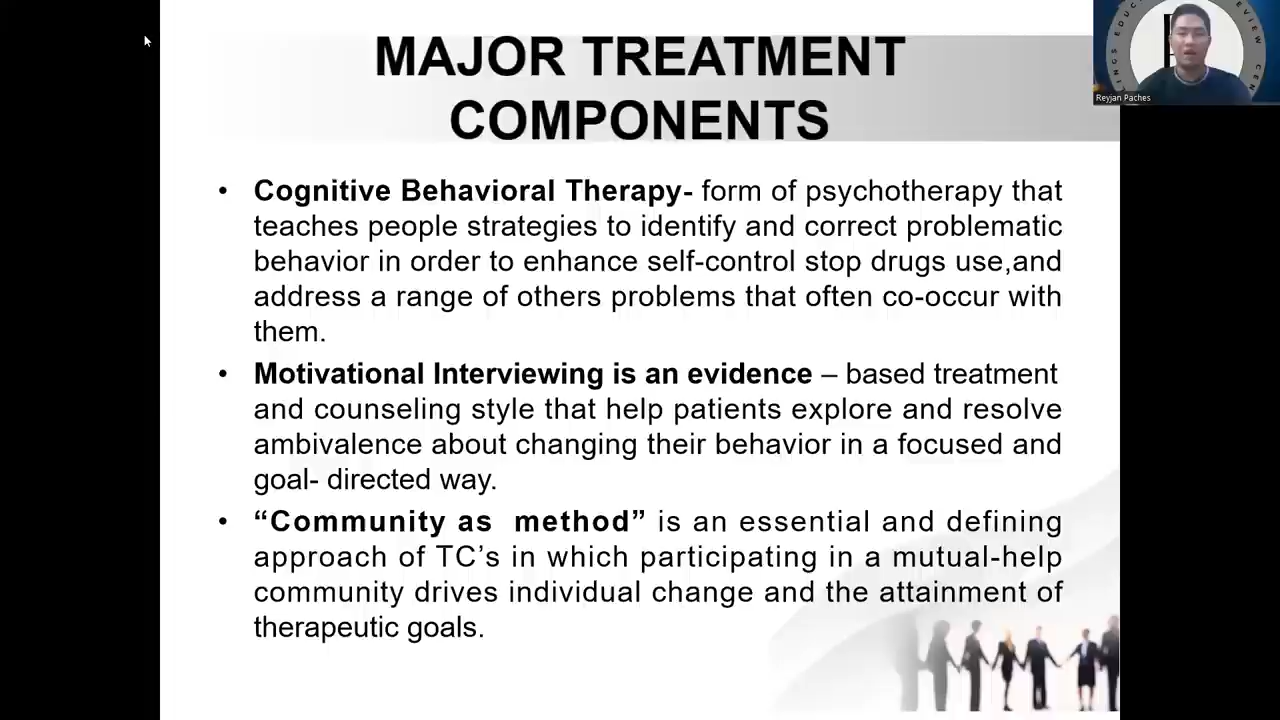 MAJOR TREATMENT
COMPONENTS
• Cognitive Behavioral Therapy- form of psychotherapy that
teaches people strategies to identify and correct problematic
behavior in order to enhance self-control stop drugs use,and
address a range of others problems that often co-occur with
them.
• Motivational Interviewing is an evidence – based treatment
and counseling style that help patients explore and resolve
ambivalence about changing their behavior in a focused and
goal- directed way.
• “Community as  method” is an essential and defining
approach of TC’s in which participating in a mutual-help
community drives individual change and the attainment of
therapeutic goals.
Reyjan Paches